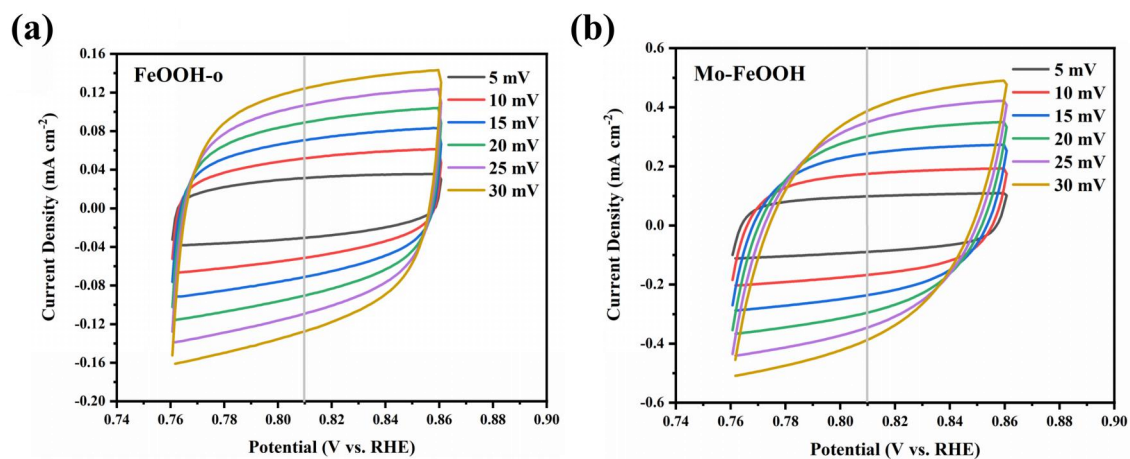 (a)
FeOOH-o
5 mV
10 mV
15 mV
20 mV
25 mV
30 mV
Current Density (mA cm-2)
0.16
0.12
0.08
0.04
0.00
-0.04
-0.08
-0.12
-0.16
-0.20
0.74 0.76 0.78 0.80 0.82 0.84 0.86 0.88 0.90
Potential (V vs. RHE)
(b)
Mo-FeOOH
5 mV
10 mV
15 mV
20 mV
25 mV
30 mV
Current Density (mA cm-2)
0.6
0.4
0.2
0.0
-0.2
-0.4
-0.6
0.74 0.76 0.78 0.80 0.82 0.84 0.86 0.88 0.90
Potential (V vs. RHE)